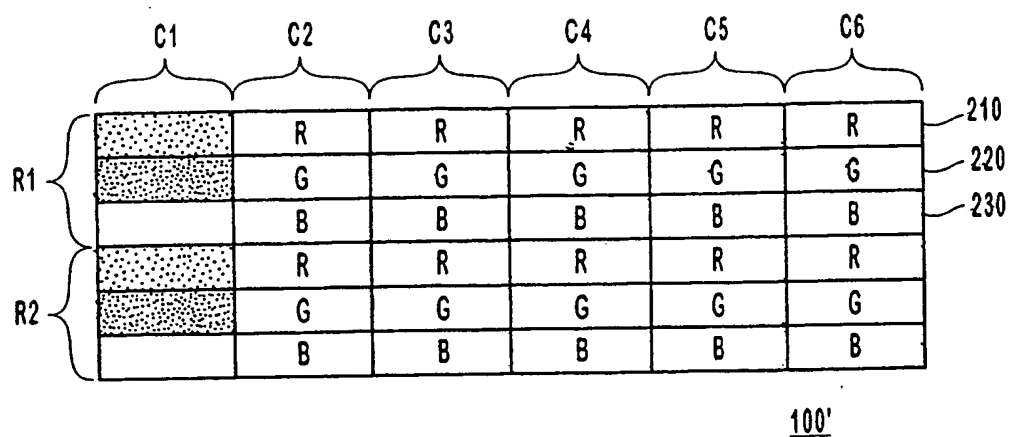 C1 C2 C3 C4 C5 C6
R R R R R 210
R1 G G G G G 220
B B B B B 230
R R R R R
R2 G G G G G
B B B B B
100'